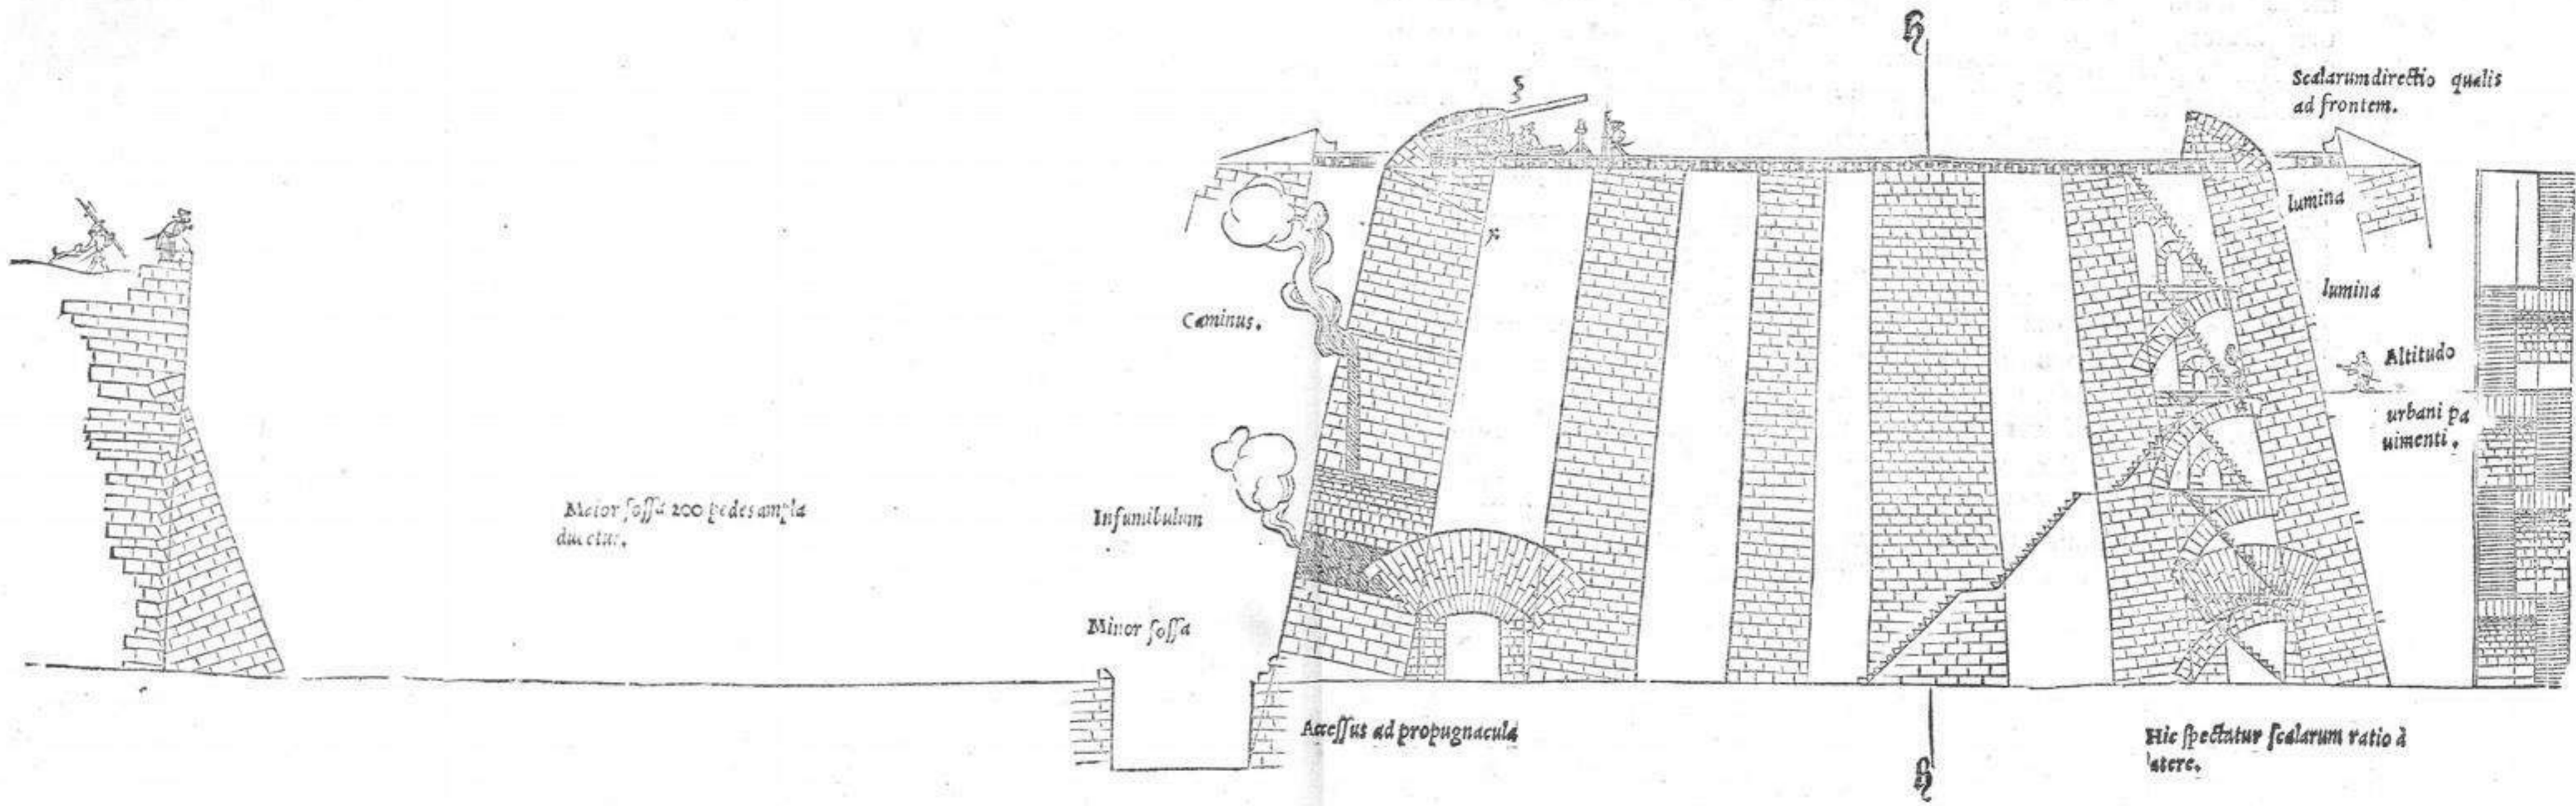 Scalarum directio qualis
ad frontem.
lumina
lumina
Caminus.
Altitudo
urbani pa
uimenti.
Maior fossa 200 pedes ampla
ducetur.
Infumibulum
Minor fossa
Accessus ad propugnacula
Hic spectatur scalarum ratio à
latere.